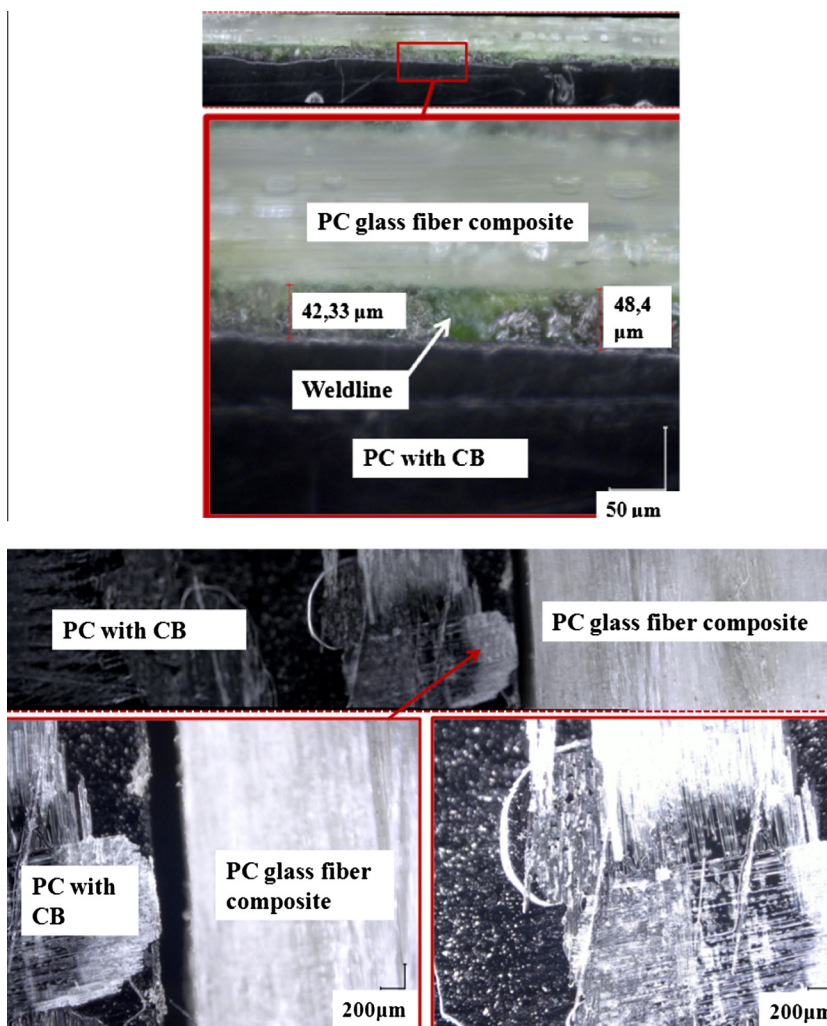 PC glass fiber composite
42,33 µm
48,4
µm
Weldline
PC with CB
50 µm
PC with CB
PC glass fiber composite
PC with
CB
PC glass fiber
composite
200µm
200µm